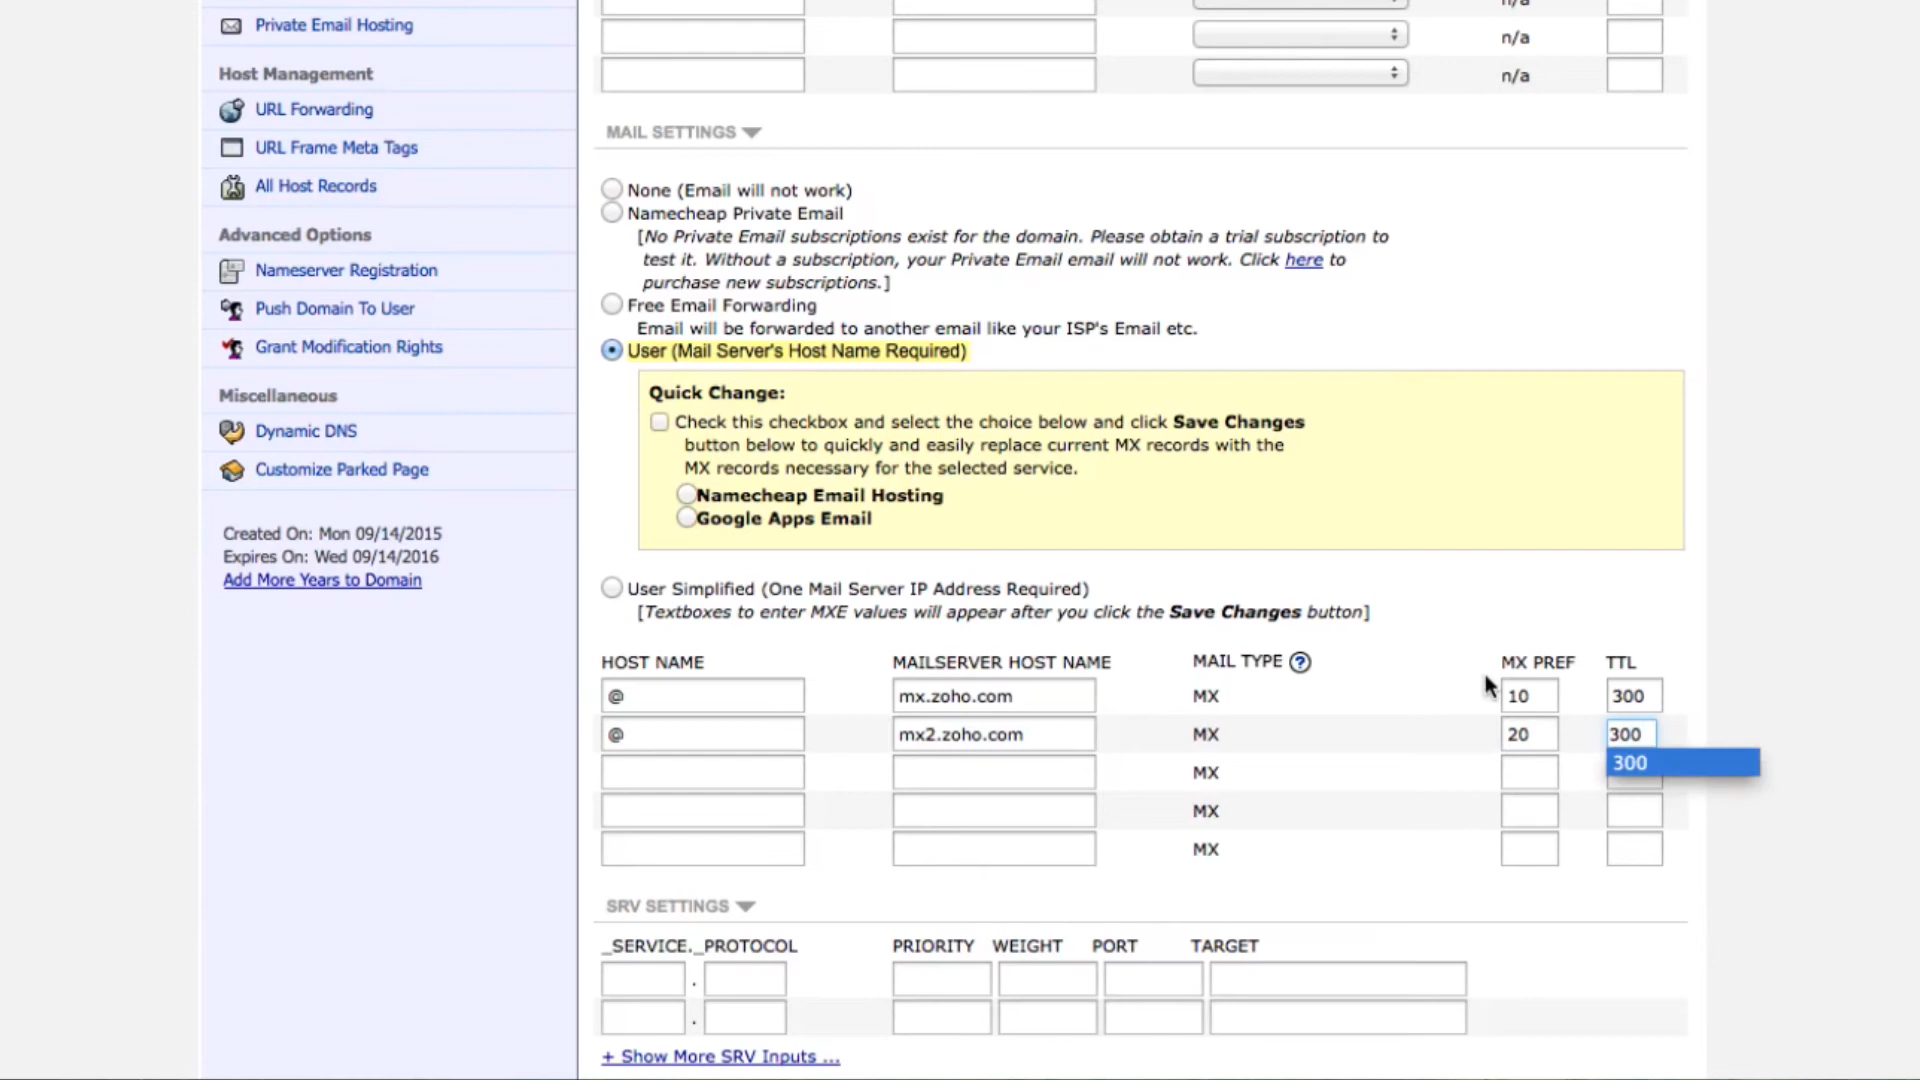 Private Email Hosting
Host Management
URL Forwarding
URL Frame Meta Tags
All Host Records
Advanced Options
Nameserver Registration
Push Domain To User
Grant Modification Rights
Miscellaneous
Dynamic DNS
Customize Parked Page
Created On: Mon 09/14/2015
Expires On: Wed 09/14/2016
Add More Years to Domain
n/a
n/a
n/a
MAIL SETTINGS
None (Email will not work)
Namecheap Private Email
[No Private Email subscriptions exist for the domain. Please obtain a trial subscription to
test it. Without a subscription, your Private Email email will not work. Click here to
purchase new subscriptions.]
Free Email Forwarding
Email will be forwarded to another email like your ISP's Email etc.
User (Mail Server's Host Name Required)
Quick Change:
Check this checkbox and select the choice below and click Save Changes
button below to quickly and easily replace current MX records with the
MX records necessary for the selected service.
Namecheap Email Hosting
Google Apps Email
User Simplified (One Mail Server IP Address Required)
[Textboxes to enter MXE values will appear after you click the Save Changes button]
HOST NAME MAILSERVER HOST NAME MAIL TYPE ? MX PREF TTL
@ mx.zoho.com MX 10 300
@ mx2.zoho.com MX 20 300
300
MX
MX
MX
SRV SETTINGS
_SERVICE._PROTOCOL PRIORITY WEIGHT PORT TARGET
.
.
+ Show More SRV Inputs ...